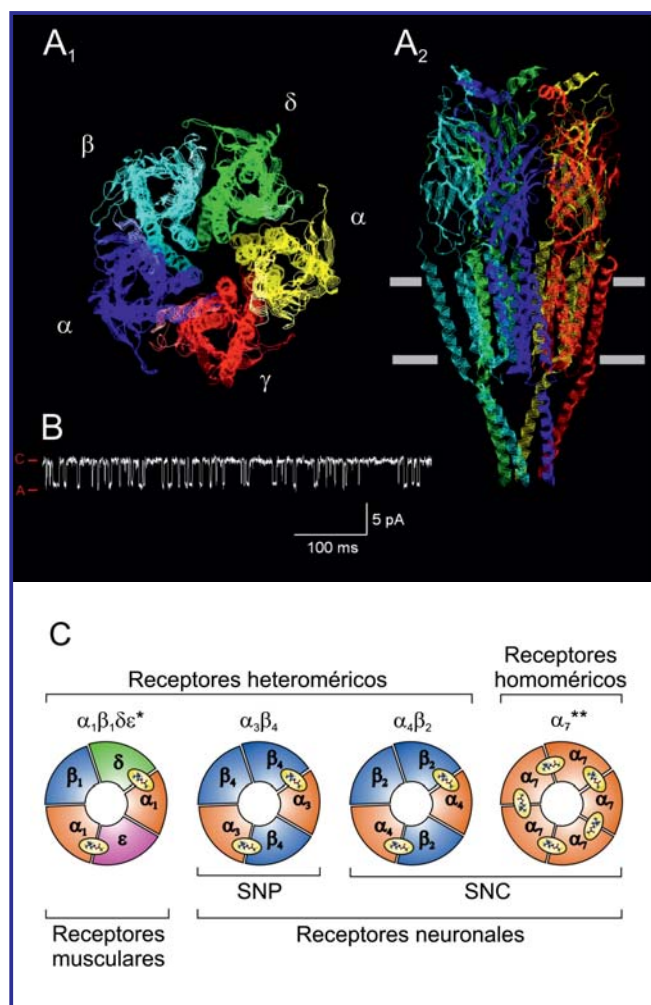 A1 A2
δ
β
α
α
γ
B
C
A
5 pA
100 ms
C
Receptores heteroméricos
Receptores
homoméricos
α1β1δε* α3β4 α4β2 α7**
β1 δ α1 ε α1
β4 β4 α3 β4 α3
β2 β2 α4 β2 α4
α7 α7 α7 α7 α7
SNP SNC
Receptores
musculares
Receptores neuronales